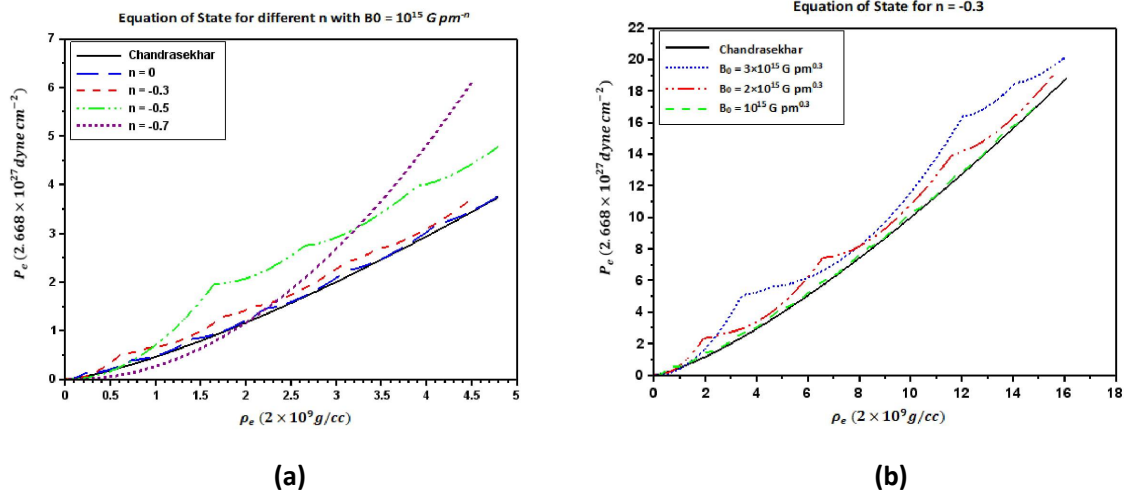 Equation of State for different n with B0 = 10¹⁵ G pm⁻ⁿ
7
6
5
4
3
2
1
0
P_e (2.668 × 10²⁷ dyne cm⁻²)
Chandrasekhar
n = 0
n = -0.3
n = -0.5
n = -0.7
0 0.5 1 1.5 2 2.5 3 3.5 4 4.5 5
ρ_e (2 × 10⁹ g/cc)
(a)
Equation of State for n = -0.3
22
20
18
16
14
12
10
8
6
4
2
0
P_e (2.668 × 10²⁷ dyne cm⁻²)
Chandrasekhar
B₀ = 3×10¹⁵ G pm⁰·³
B₀ = 2×10¹⁵ G pm⁰·³
B₀ = 10¹⁵ G pm⁰·³
0 2 4 6 8 10 12 14 16 18
ρ_e (2 × 10⁹ g/cc)
(b)